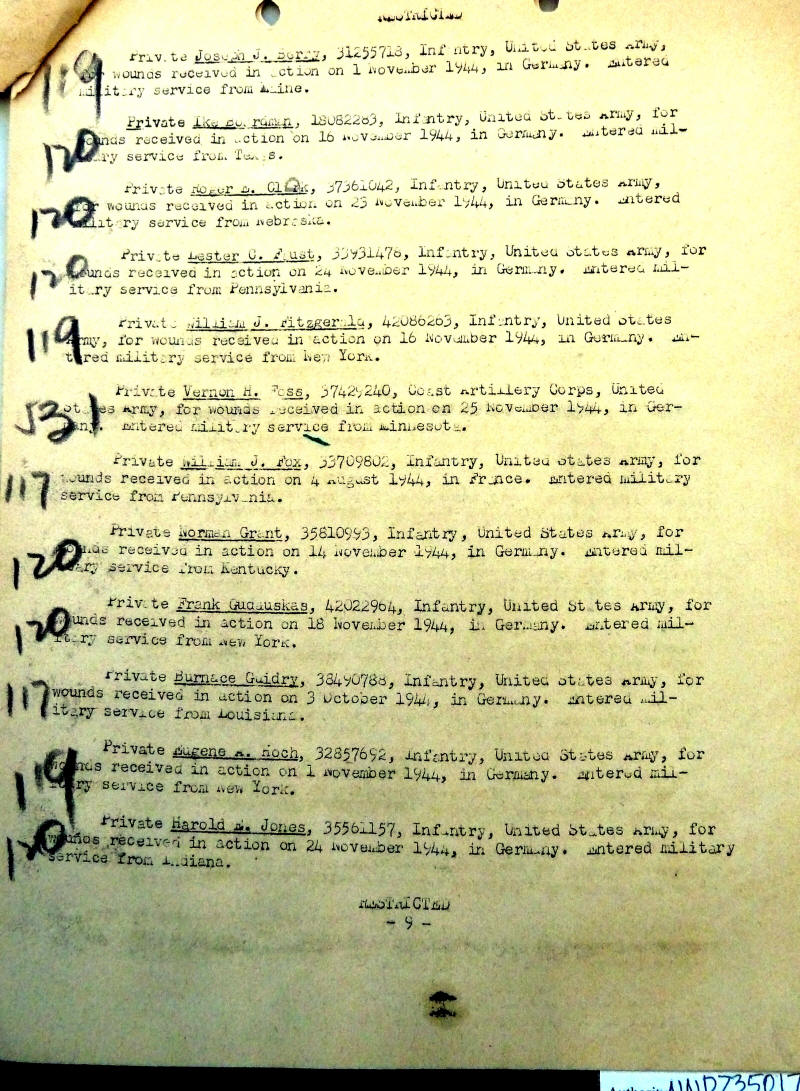 RESTRICTED
119
Private Joseph J. Berry, 31255718, Infantry, United States Army,
for wounds received in action on 1 November 1944, in Germany. Entered
military service from Maine.
120
Private Ike, 18082283, Infantry, United States Army, for
wounds received in action on 16 November 1944, in Germany. Entered mil-
itary service from Texas.
120
Private Roger E. Clark, 37361042, Infantry, United States Army,
for wounds received in action on 23 November 1944, in Germany. Entered
military service from Nebraska.
120
Private Lester C. Faust, 33931478, Infantry, United States Army, for
wounds received in action on 24 November 1944, in Germany. Entered mil-
itary service from Pennsylvania.
119
Private William J. Fitzgerald, 42086263, Infantry, United States
Army, for wounds received in action on 16 November 1944, in Germany. En-
tered military service from New York.
531
Private Vernon H. Foss, 37429240, Coast Artillery Corps, United
States Army, for wounds received in action on 25 November 1944, in Ger-
many. Entered military service from Minnesota.
117
Private William J. Fox, 33709802, Infantry, United States Army, for
wounds received in action on 4 August 1944, in France. Entered military
service from Pennsylvania.
120
Private Norman Grant, 35810993, Infantry, United States Army, for
wounds received in action on 14 November 1944, in Germany. Entered mil-
itary service from Kentucky.
120
Private Frank Gudauskas, 42022964, Infantry, United States Army, for
wounds received in action on 18 November 1944, in Germany. Entered mil-
itary service from New York.
117
Private Burnace Guidry, 38490788, Infantry, United States Army, for
wounds received in action on 3 October 1944, in Germany. Entered mil-
itary service from Louisiana.
119
Private Eugene A. Hoch, 32857692, Infantry, United States Army, for
wounds received in action on 1 November 1944, in Germany. Entered mil-
itary service from New York.
120
Private Harold E. Jones, 35561157, Infantry, United States Army, for
wounds received in action on 24 November 1944, in Germany. Entered military
service from Indiana.
RESTRICTED
- 9 -
NND735017